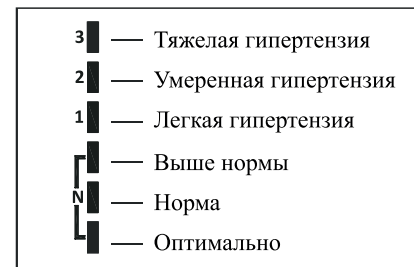 3 — Тяжелая гипертензия
2 — Умеренная гипертензия
1 — Легкая гипертензия
— Выше нормы
N — Норма
— Оптимально